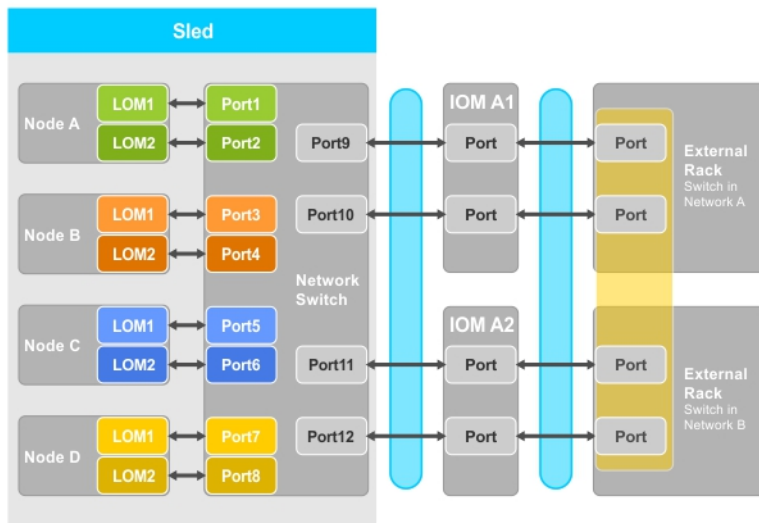 Sled
Node A
LOM1
Port1
LOM2
Port2
Node B
LOM1
Port3
LOM2
Port4
Node C
LOM1
Port5
LOM2
Port6
Node D
LOM1
Port7
LOM2
Port8
Port9
Port10
Network
Switch
Port11
Port12
IOM A1
Port
Port
IOM A2
Port
Port
Port
Port
External
Rack
Switch in
Network A
Port
Port
External
Rack
Switch in
Network B